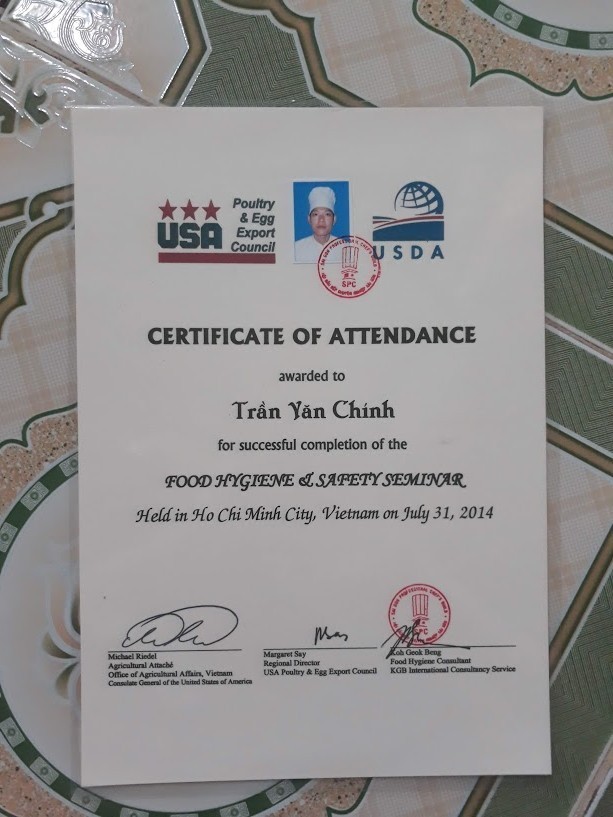 USA
Poultry
& Egg
Export
Council
USDA
SPC
CERTIFICATE OF ATTENDANCE
awarded to
Trần Văn Chính
for successful completion of the
FOOD HYGIENE & SAFETY SEMINAR
Held in Ho Chi Minh City, Vietnam on July 31, 2014
Michael Riedel
Agricultural Attaché
Office of Agricultural Affairs, Vietnam
Consulate General of the United States of America
Margaret Say
Regional Director
USA Poultry & Egg Export Council
Koh Geok Beng
Food Hygiene Consultant
KGB International Consultancy Service